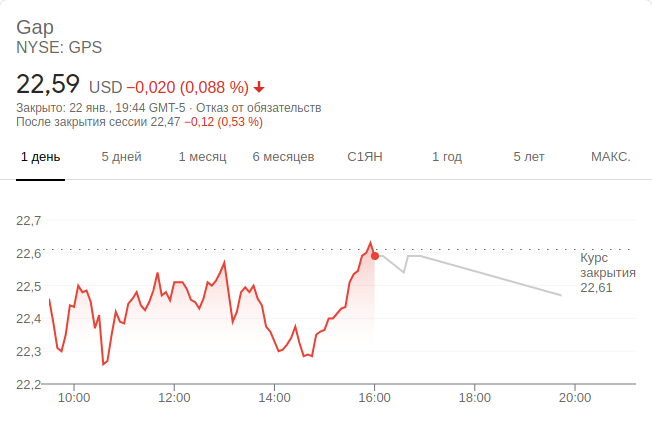 Gap
NYSE: GPS
22,59 USD −0,020 (0,088 %)
Закрыто: 22 янв., 19:44 GMT-5 · Отказ от обязательств
После закрытия сессии 22,47 −0,12 (0,53 %)
1 день 5 дней 1 месяц 6 месяцев С1ЯН 1 год 5 лет МАКС.
22,7
22,6
22,5
22,4
22,3
22,2
Курс
закрытия
22,61
10:00 12:00 14:00 16:00 18:00 20:00